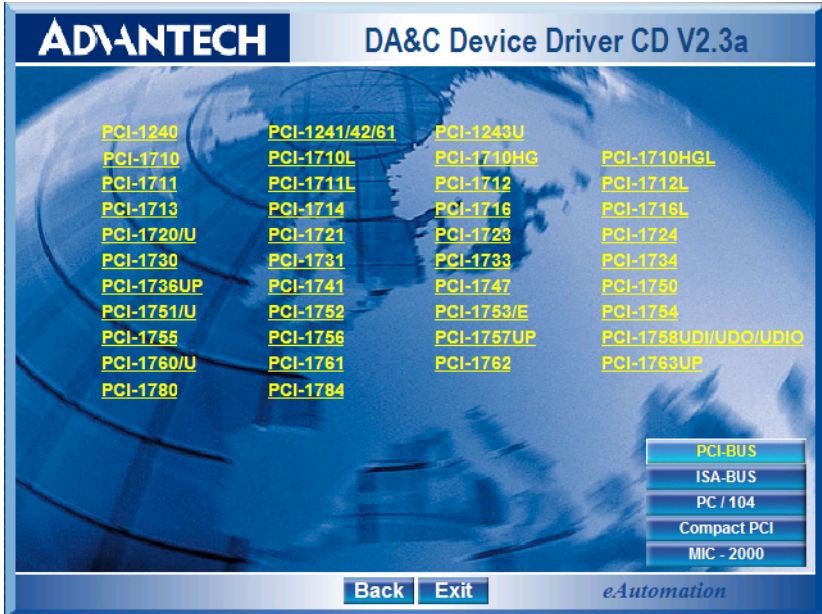 ADVANTECH DA&C Device Driver CD V2.3a
PCI-1240 PCI-1241/42/61 PCI-1243U
PCI-1710 PCI-1710L PCI-1710HG PCI-1710HGL
PCI-1711 PCI-1711L PCI-1712 PCI-1712L
PCI-1713 PCI-1714 PCI-1716 PCI-1716L
PCI-1720/U PCI-1721 PCI-1723 PCI-1724
PCI-1730 PCI-1731 PCI-1733 PCI-1734
PCI-1736UP PCI-1741 PCI-1747 PCI-1750
PCI-1751/U PCI-1752 PCI-1753/E PCI-1754
PCI-1755 PCI-1756 PCI-1757UP PCI-1758UDI/UDO/UDIO
PCI-1760/U PCI-1761 PCI-1762 PCI-1763UP
PCI-1780 PCI-1784
PCI-BUS
ISA-BUS
PC / 104
Compact PCI
MIC - 2000
Back Exit eAutomation